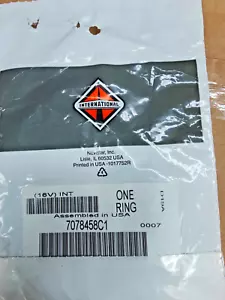 INTERNATIONAL
Navistar, Inc.
Lisle, IL 60532 USA
Printed in USA -1017752R
(16V) INT
ONE
RING
Assembled in USA
7078458C1
0007